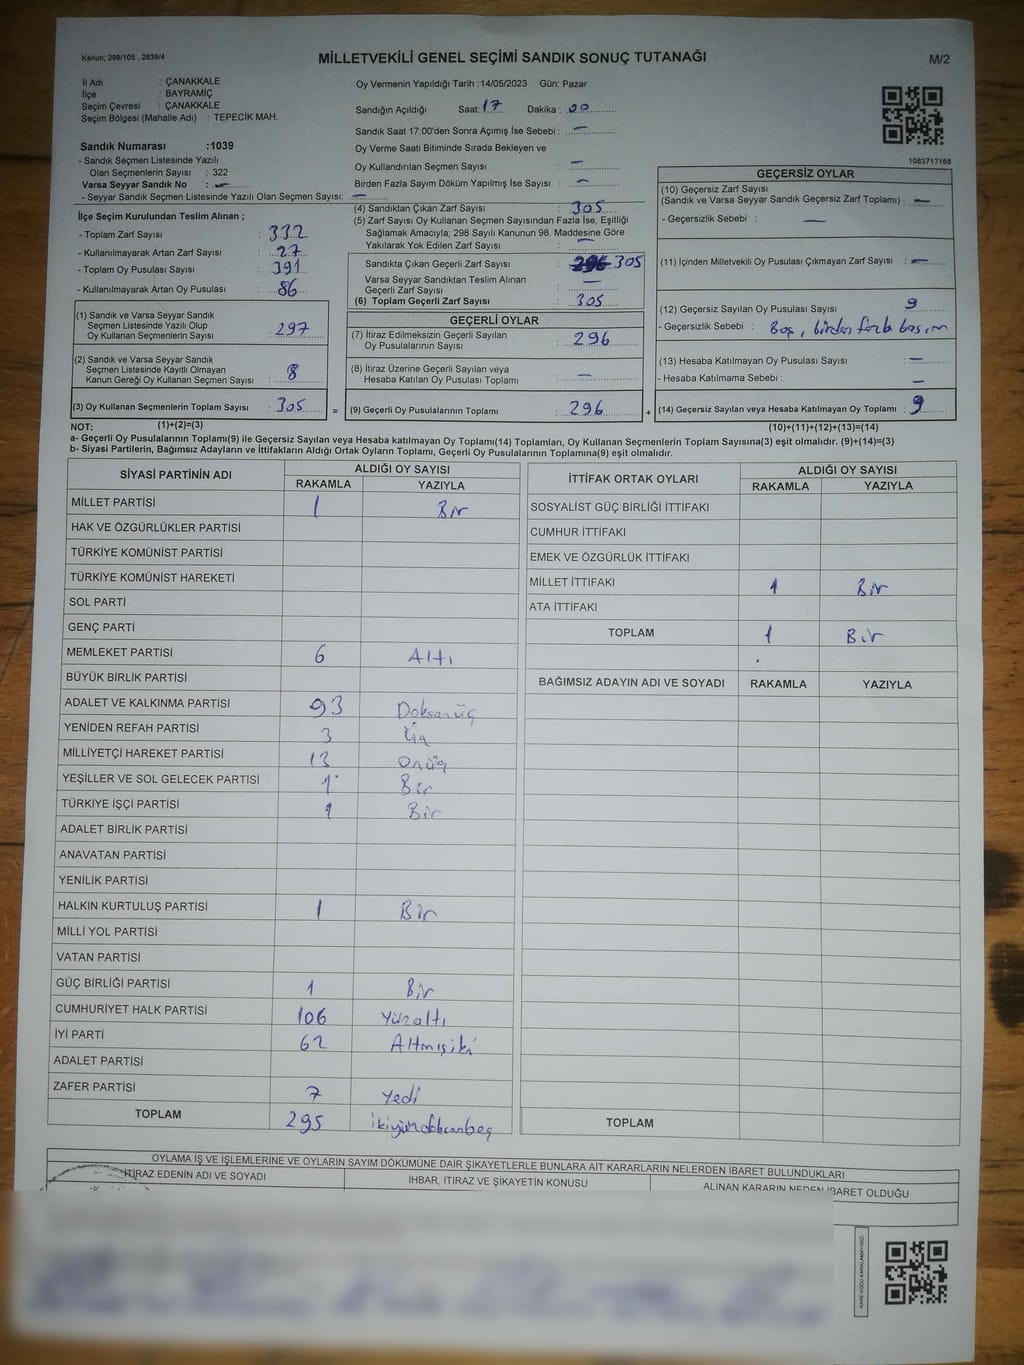 Kanun; 298/105 , 2839/4
MİLLETVEKİLİ GENEL SEÇİMİ SANDIK SONUÇ TUTANAĞI
M/2
İl Adı : ÇANAKKALE
İlçe : BAYRAMİÇ
Seçim Çevresi : ÇANAKKALE
Seçim Bölgesi (Mahalle Adı) : TEPECİK MAH.
Sandık Numarası :1039
- Sandık Seçmen Listesinde Yazılı
Olan Seçmenlerin Sayısı : 322
Varsa Seyyar Sandık No : —
- Seyyar Sandık Seçmen Listesinde Yazılı Olan Seçmen Sayısı: —
Oy Vermenin Yapıldığı Tarih :14/05/2023 Gün: Pazar
Sandığın Açıldığı Saat: 17 Dakika : 00
Sandık Saat 17:00'den Sonra Açımış İse Sebebi : —
Oy Verme Saati Bitiminde Sırada Bekleyen ve
Oy Kullandırılan Seçmen Sayısı : —
Birden Fazla Sayım Döküm Yapılmış İse Sayısı : —
1083717168
İlçe Seçim Kurulundan Teslim Alınan ;
- Toplam Zarf Sayısı : 332
- Kullanılmayarak Artan Zarf Sayısı : 27
- Toplam Oy Pusulası Sayısı : 391
- Kullanılmayarak Artan Oy Pusulası : 86
(1) Sandık ve Varsa Seyyar Sandık
Seçmen Listesinde Yazılı Olup
Oy Kullanan Seçmenlerin Sayısı : 297
(2) Sandık ve Varsa Seyyar Sandık
Seçmen Listesinde Kayıtlı Olmayan
Kanun Gereği Oy Kullanan Seçmen Sayısı : 8
(3) Oy Kullanan Seçmenlerin Toplam Sayısı : 305
(4) Sandıktan Çıkan Zarf Sayısı : 305
(5) Zarf Sayısı Oy Kullanan Seçmen Sayısından Fazla İse, Eşitliği
Sağlamak Amacıyla; 298 Sayılı Kanunun 98. Maddesine Göre
Yakılarak Yok Edilen Zarf Sayısı : —
Sandıkta Çıkan Geçerli Zarf Sayısı : 305
Varsa Seyyar Sandıktan Teslim Alınan
Geçerli Zarf Sayısı : —
(6) Toplam Geçerli Zarf Sayısı : 305
GEÇERLİ OYLAR
(7) İtiraz Edilmeksizin Geçerli Sayılan
Oy Pusulalarının Sayısı : 296
(8) İtiraz Üzerine Geçerli Sayılan veya
Hesaba Katılan Oy Pusulası Toplamı : —
= (9) Geçerli Oy Pusulalarının Toplamı : 296
GEÇERSİZ OYLAR
(10) Geçersiz Zarf Sayısı
(Sandık ve Varsa Seyyar Sandık Geçersiz Zarf Toplamı) : —
- Geçersizlik Sebebi : —
(11) İçinden Milletvekili Oy Pusulası Çıkmayan Zarf Sayısı : —
(12) Geçersiz Sayılan Oy Pusulası Sayısı : 9
- Geçersizlik Sebebi : Boş, birden fazla basım
(13) Hesaba Katılmayan Oy Pusulası Sayısı : —
- Hesaba Katılmama Sebebi : —
+ (14) Geçersiz Sayılan veya Hesaba Katılmayan Oy Toplamı : 9
NOT: (1)+(2)=(3)
(10)+(11)+(12)+(13)=(14)
a- Geçerli Oy Pusulalarının Toplamı(9) ile Geçersiz Sayılan veya Hesaba katılmayan Oy Toplamı(14) Toplamları, Oy Kullanan Seçmenlerin Toplam Sayısına(3) eşit olmalıdır. (9)+(14)=(3)
b- Siyasi Partilerin, Bağımsız Adayların ve İttifakların Aldığı Ortak Oyların Toplamı, Geçerli Oy Pusulalarının Toplamına(9) eşit olmalıdır.
SİYASİ PARTİNİN ADI ALDIĞI OY SAYISI
RAKAMLA YAZIYLA
MİLLET PARTİSİ 1 Bir
HAK VE ÖZGÜRLÜKLER PARTİSİ
TÜRKİYE KOMÜNİST PARTİSİ
TÜRKİYE KOMÜNİST HAREKETİ
SOL PARTİ
GENÇ PARTİ
MEMLEKET PARTİSİ 6 Altı
BÜYÜK BİRLİK PARTİSİ
ADALET VE KALKINMA PARTİSİ 93 Doksanüç
YENİDEN REFAH PARTİSİ 3 Üç
MİLLİYETÇİ HAREKET PARTİSİ 13 Onüç
YEŞİLLER VE SOL GELECEK PARTİSİ 1 Bir
TÜRKİYE İŞÇİ PARTİSİ 1 Bir
ADALET BİRLİK PARTİSİ
ANAVATAN PARTİSİ
YENİLİK PARTİSİ
HALKIN KURTULUŞ PARTİSİ 1 Bir
MİLLİ YOL PARTİSİ
VATAN PARTİSİ
GÜÇ BİRLİĞİ PARTİSİ 1 Bir
CUMHURİYET HALK PARTİSİ 106 Yüzaltı
İYİ PARTİ 62 Altmışiki
ADALET PARTİSİ
ZAFER PARTİSİ 7 Yedi
TOPLAM 295 İkiyüzdoksanbeş
İTTİFAK ORTAK OYLARI ALDIĞI OY SAYISI
RAKAMLA YAZIYLA
SOSYALİST GÜÇ BİRLİĞİ İTTİFAKI
CUMHUR İTTİFAKI
EMEK VE ÖZGÜRLÜK İTTİFAKI
MİLLET İTTİFAKI 1 Bir
ATA İTTİFAKI
TOPLAM 1 Bir
BAĞIMSIZ ADAYIN ADI VE SOYADI RAKAMLA YAZIYLA
TOPLAM
OYLAMA İŞ VE İŞLEMLERİNE VE OYLARIN SAYIM DÖKÜMÜNE DAİR ŞİKAYETLERLE BUNLARA AİT KARARLARIN NELERDEN İBARET BULUNDUKLARI
İTİRAZ EDENİN ADI VE SOYADI İHBAR, İTİRAZ VE ŞİKAYETİN KONUSU ALINAN KARARIN NEDEN İBARET OLDUĞU
KARE KODU KARALAMAYINIZ!